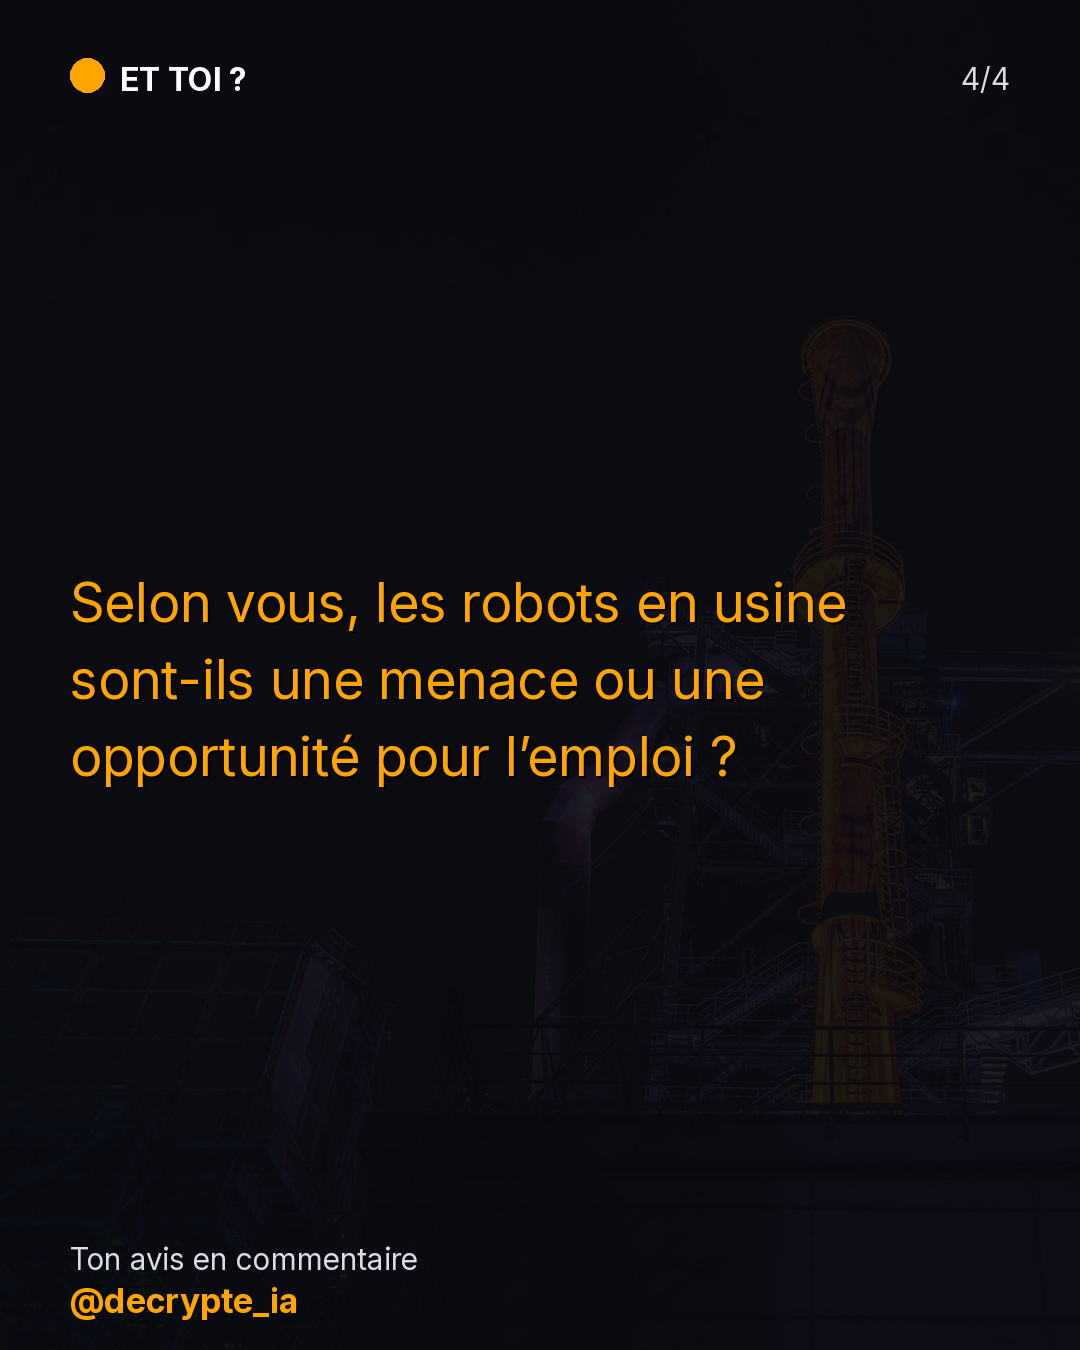 ET TOI ?
4/4
Selon vous, les robots en usine
sont-ils une menace ou une
opportunité pour l’emploi ?
Ton avis en commentaire
@decrypte_ia